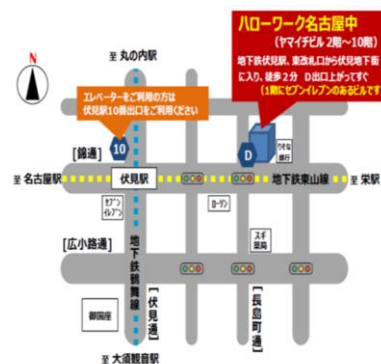 N
至 丸の内駅
ハローワーク名古屋中
(ヤマイチビル 2階～10階)
地下鉄伏見駅、東改札口から伏見地下街
に入り、徒歩2分 D出口上がってすぐ
(1階にセブンイレブンのあるビルです)
エレベーターをご利用の方は
伏見駅10番出口をご利用ください
[錦通]
10
D
りそな
銀行
至 名古屋駅
伏見駅
地下鉄東山線
至 栄駅
セブン
イレブン
ローソン
スギ
薬局
[広小路通]
地下鉄鶴舞線
[伏見通]
[長島町通]
御園座
至 大須観音駅